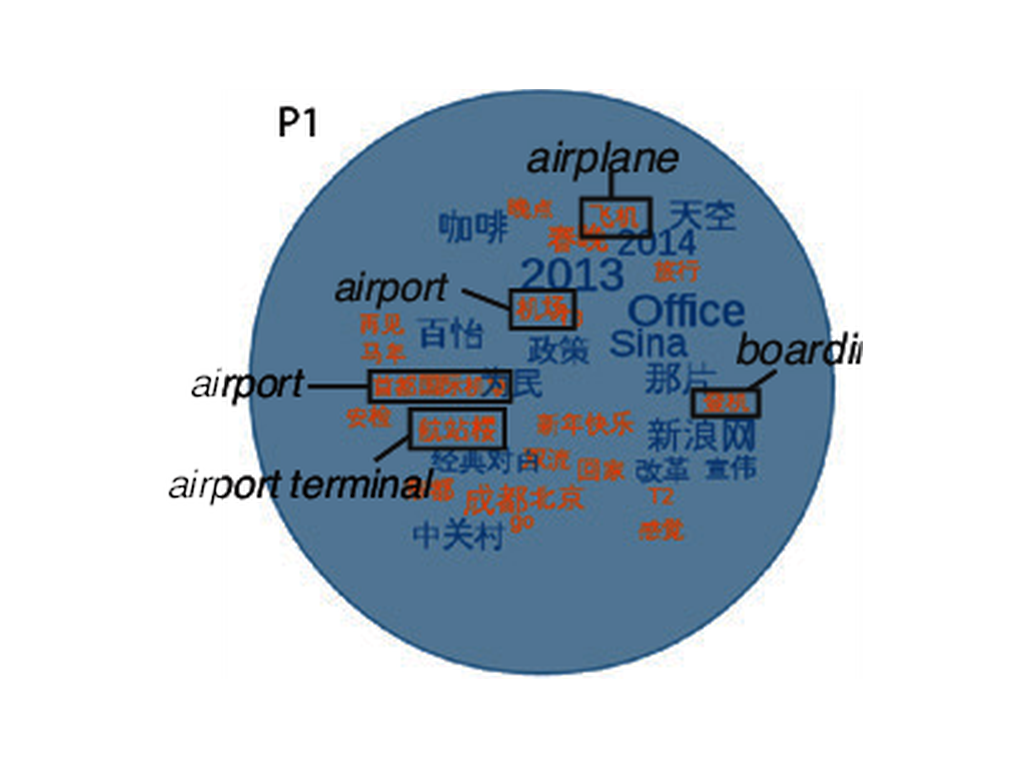 P1
airplane
咖啡 晚点 飞机 天空
春晚 2014
2013 旅行
airport 机场 Office
再见 百怡 政策 Sina boardi
马年
airport 首都国际机场 为民 那片 登机
安检 航站楼 新年快乐 新浪网
经典对白 双流 回家 改革 宣伟
airport terminal 成都北京 T2
go
中关村 感觉